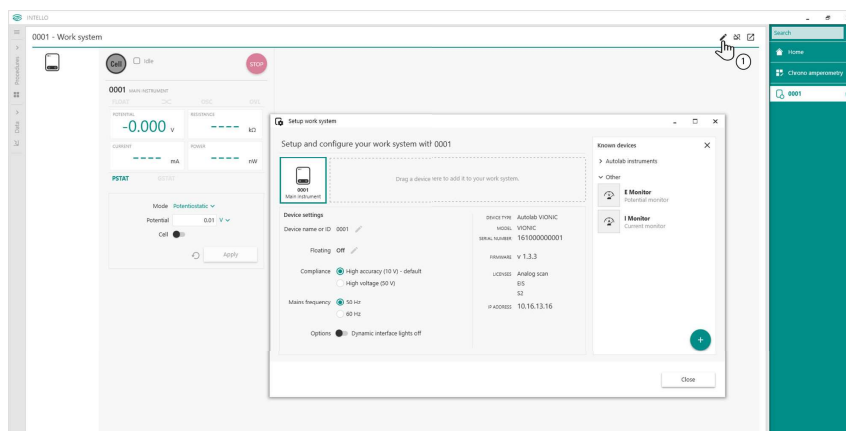 INTELLO
0001 - Work system
1
Search
Home
Chrono amperometry
0001
Procedures
Data
Cell
Idle
STOP
0001 MAIN INSTRUMENT
POTENTIAL
-0.000 V
RESISTANCE
---- kΩ
CURRENT
---- mA
POWER
---- nW
PSTAT
GSTAT
Mode Potentiostatic
Potential 0.01 V
Cell
Apply
Setup work system
Setup and configure your work system with 0001
0001
Main instrument
Drag a device here to add it to your work system.
Device settings
Device name or ID 0001
Floating Off
Compliance High accuracy (10 V) - default
High voltage (50 V)
Mains frequency 50 Hz
60 Hz
Options Dynamic interface lights off
DEVICE TYPE Autolab VIONIC
MODEL VIONIC
SERIAL NUMBER 161000000001
FIRMWARE v 1.3.3
LICENSES Analog scan
EIS
S2
IP ADDRESS 10.16.13.16
Known devices
Autolab instruments
Other
E Monitor
Potential monitor
I Monitor
Current monitor
Close